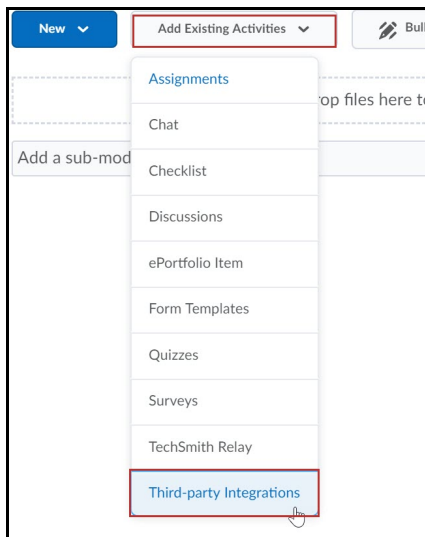 New
Add Existing Activities
Bul
Assignments
rop files here to
Chat
Add a sub-mod
Checklist
Discussions
ePortfolio Item
Form Templates
Quizzes
Surveys
TechSmith Relay
Third-party Integrations